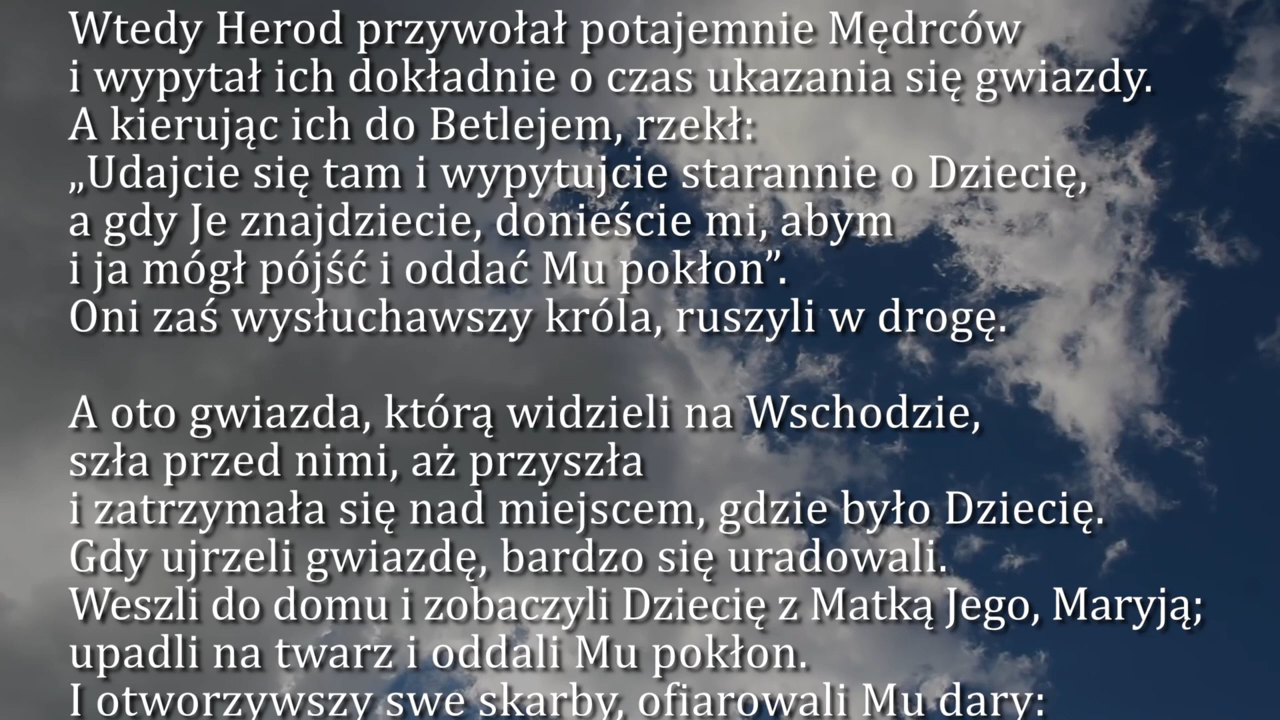 Wtedy Herod przywołał potajemnie Mędrców
i wypytał ich dokładnie o czas ukazania się gwiazdy.
A kierując ich do Betlejem, rzekł:
„Udajcie się tam i wypytujcie starannie o Dziecię,
a gdy Je znajdziecie, donieście mi, abym
i ja mógł pójść i oddać Mu pokłon”.
Oni zaś wysłuchawszy króla, ruszyli w drogę.
A oto gwiazda, którą widzieli na Wschodzie,
szła przed nimi, aż przyszła
i zatrzymała się nad miejscem, gdzie było Dziecię.
Gdy ujrzeli gwiazdę, bardzo się uradowali.
Weszli do domu i zobaczyli Dziecię z Matką Jego, Maryją;
upadli na twarz i oddali Mu pokłon.
I otworzywszy swe skarby, ofiarowali Mu dary: